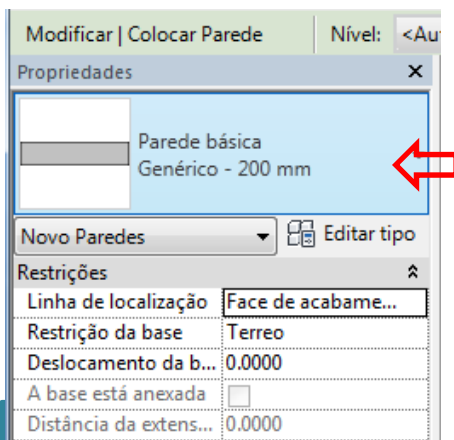 Modificar | Colocar Parede Nível: <Au
Propriedades
Parede básica
Genérico - 200 mm
Novo Paredes Editar tipo
Restrições
Linha de localização Face de acabame...
Restrição da base Terreo
Deslocamento da b... 0.0000
A base está anexada
Distância da extens... 0.0000